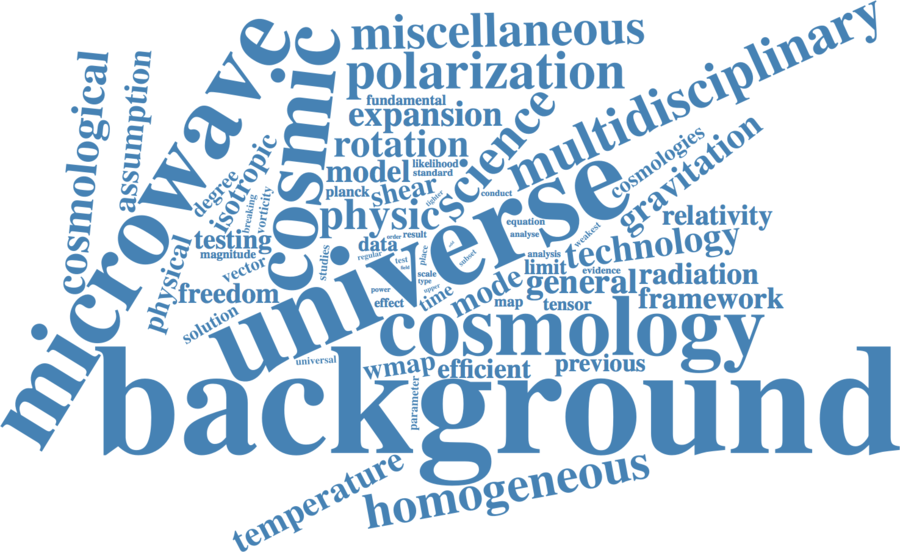 miscellaneous
multidisciplinary
microwave
cosmic
polarization
cosmological
assumption
fundamental
expansion
science
rotation
likelihood
model
standard
cosmologies
gravitation
degree
isotropic
breaking
vorticity
planck
shear
tighter
conduct
universe
physic
relativity
equation
analyse
weakest
testing
magnitude
data
order
result
regular
studies
place
subset
technology
physical
vector
test
field
scale
type
analysis
limit
evidence
general
radiation
freedom
power
effect
upper
time
mode
map
tensor
framework
solution
cosmology
universal
wmap
efficient
previous
background
parameter
temperature
homogeneous